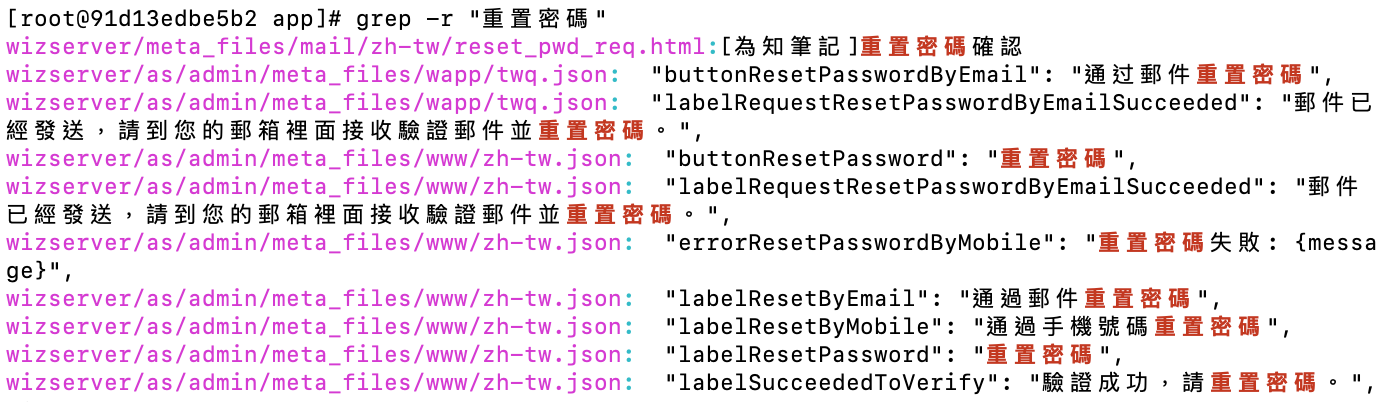 [root@91d13edbe5b2 app]# grep -r "重置密碼"
wizserver/meta_files/mail/zh-tw/reset_pwd_req.html:[為知筆記]重置密碼確認
wizserver/as/admin/meta_files/wapp/twq.json:  "buttonResetPasswordByEmail": "通过郵件重置密碼",
wizserver/as/admin/meta_files/wapp/twq.json:  "labelRequestResetPasswordByEmailSucceeded": "郵件已
經發送，請到您的郵箱裡面接收驗證郵件並重置密碼。",
wizserver/as/admin/meta_files/www/zh-tw.json:  "buttonResetPassword": "重置密碼",
wizserver/as/admin/meta_files/www/zh-tw.json:  "labelRequestResetPasswordByEmailSucceeded": "郵件
已經發送，請到您的郵箱裡面接收驗證郵件並重置密碼。",
wizserver/as/admin/meta_files/www/zh-tw.json:  "errorResetPasswordByMobile": "重置密碼失敗: {messa
ge}",
wizserver/as/admin/meta_files/www/zh-tw.json:  "labelResetByEmail": "通過郵件重置密碼",
wizserver/as/admin/meta_files/www/zh-tw.json:  "labelResetByMobile": "通過手機號碼重置密碼",
wizserver/as/admin/meta_files/www/zh-tw.json:  "labelResetPassword": "重置密碼",
wizserver/as/admin/meta_files/www/zh-tw.json:  "labelSucceededToVerify": "驗證成功，請重置密碼。",